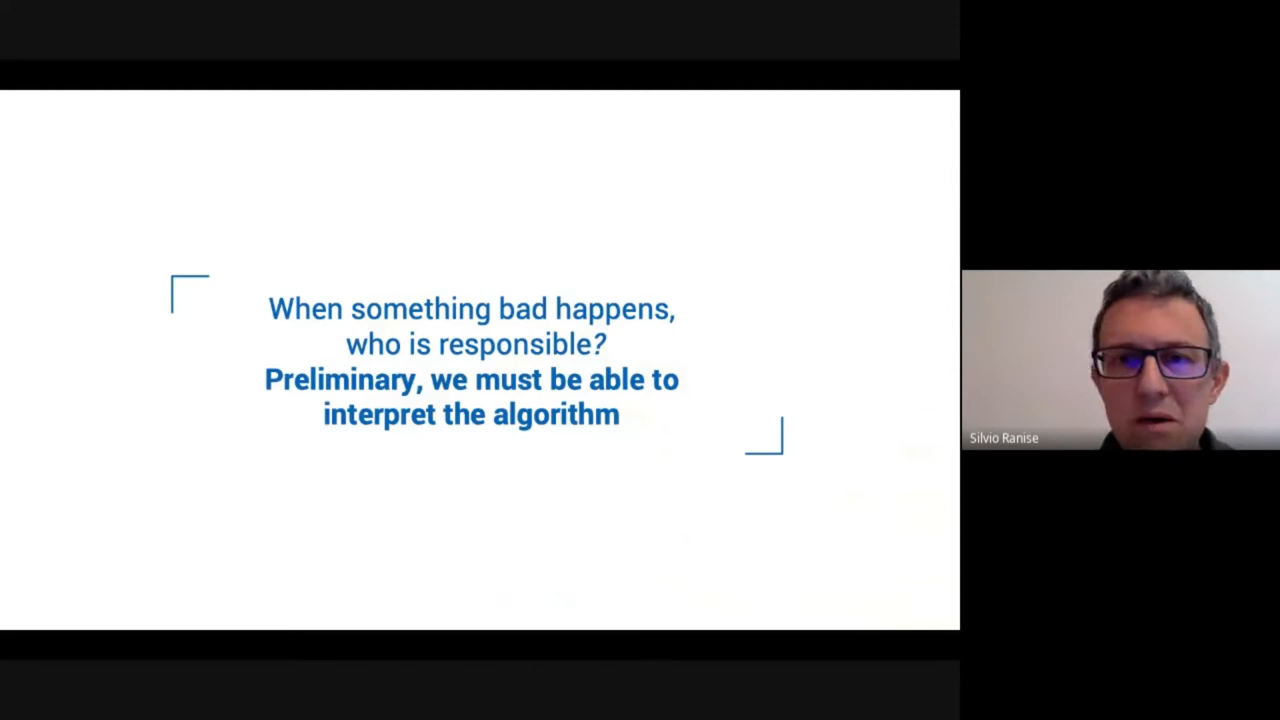 When something bad happens,
who is responsible?
Preliminary, we must be able to
interpret the algorithm
Silvio Ranise